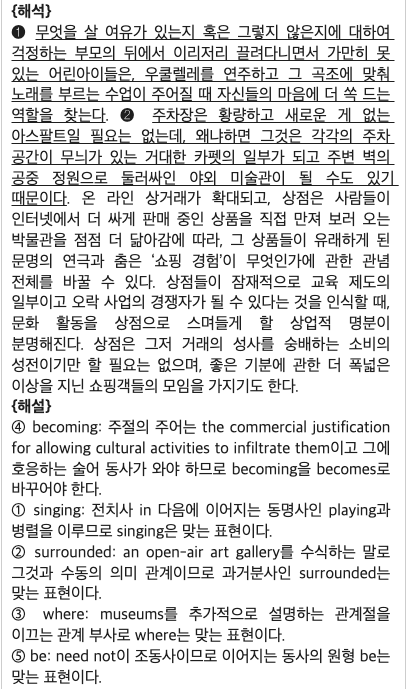 {해석}
❶ 무엇을 살 여유가 있는지 혹은 그렇지 않은지에 대하여
걱정하는 부모의 뒤에서 이리저리 끌려다니면서 가만히 못
있는 어린아이들은, 우쿨렐레를 연주하고 그 곡조에 맞춰
노래를 부르는 수업이 주어질 때 자신들의 마음에 더 쏙 드는
역할을 찾는다. ❷ 주차장은 황량하고 새로운 게 없는
아스팔트일 필요는 없는데, 왜냐하면 그것은 각각의 주차
공간이 무늬가 있는 거대한 카펫의 일부가 되고 주변 벽의
공중 정원으로 둘러싸인 야외 미술관이 될 수도 있기
때문이다. 온 라인 상거래가 확대되고, 상점은 사람들이
인터넷에서 더 싸게 판매 중인 상품을 직접 만져 보러 오는
박물관을 점점 더 닮아감에 따라, 그 상품들이 유래하게 된
문명의 연극과 춤은 ‘쇼핑 경험’이 무엇인가에 관한 관념
전체를 바꿀 수 있다. 상점들이 잠재적으로 교육 제도의
일부이고 오락 사업의 경쟁자가 될 수 있다는 것을 인식할 때,
문화 활동을 상점으로 스며들게 할 상업적 명분이
분명해진다. 상점은 그저 거래의 성사를 숭배하는 소비의
성전이기만 할 필요는 없으며, 좋은 기분에 관한 더 폭넓은
이상을 지닌 쇼핑객들의 모임을 가지기도 한다.
{해설}
④ becoming: 주절의 주어는 the commercial justification
for allowing cultural activities to infiltrate them이고 그에
호응하는 술어 동사가 와야 하므로 becoming을 becomes로
바꾸어야 한다.
① singing: 전치사 in 다음에 이어지는 동명사인 playing과
병렬을 이루므로 singing은 맞는 표현이다.
② surrounded: an open-air art gallery를 수식하는 말로
그것과 수동의 의미 관계이므로 과거분사인 surrounded는
맞는 표현이다.
③ where: museums를 추가적으로 설명하는 관계절을
이끄는 관계 부사로 where는 맞는 표현이다.
⑤ be: need not이 조동사이므로 이어지는 동사의 원형 be는
맞는 표현이다.